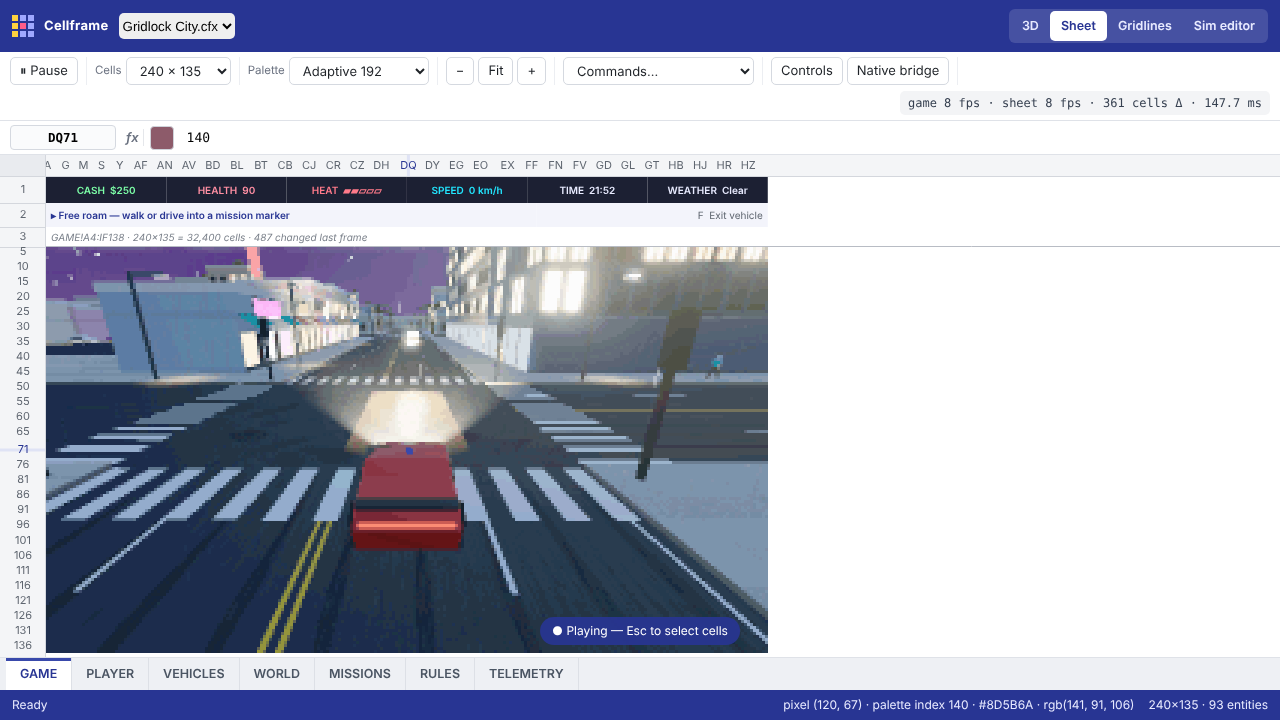 Cellframe
Gridlock City.cfx
3D Sheet Gridlines Sim editor
Pause Cells 240 × 135 Palette Adaptive 192 − Fit + Commands... Controls Native bridge
game 8 fps · sheet 8 fps · 361 cells Δ · 147.7 ms
DQ71 fx 140
A G M S Y AF AN AV BD BL BT CB CJ CR CZ DH DQ DY EG EO EX FF FN FV GD GL GT HB HJ HR HZ
1 CASH $250 HEALTH 90 HEAT ▰▰▱▱▱ SPEED 0 km/h TIME 21:52 WEATHER Clear
2 ▸ Free roam — walk or drive into a mission marker F Exit vehicle
3 GAME!A4:IF138 · 240×135 = 32,400 cells · 487 changed last frame
5
10
15
20
25
30
35
40
45
50
55
60
65
71
76
81
86
91
96
101
106
111
116
121
126
131
136
Playing — Esc to select cells
GAME PLAYER VEHICLES WORLD MISSIONS RULES TELEMETRY
Ready pixel (120, 67) · palette index 140 · #8D5B6A · rgb(141, 91, 106) 240×135 · 93 entities